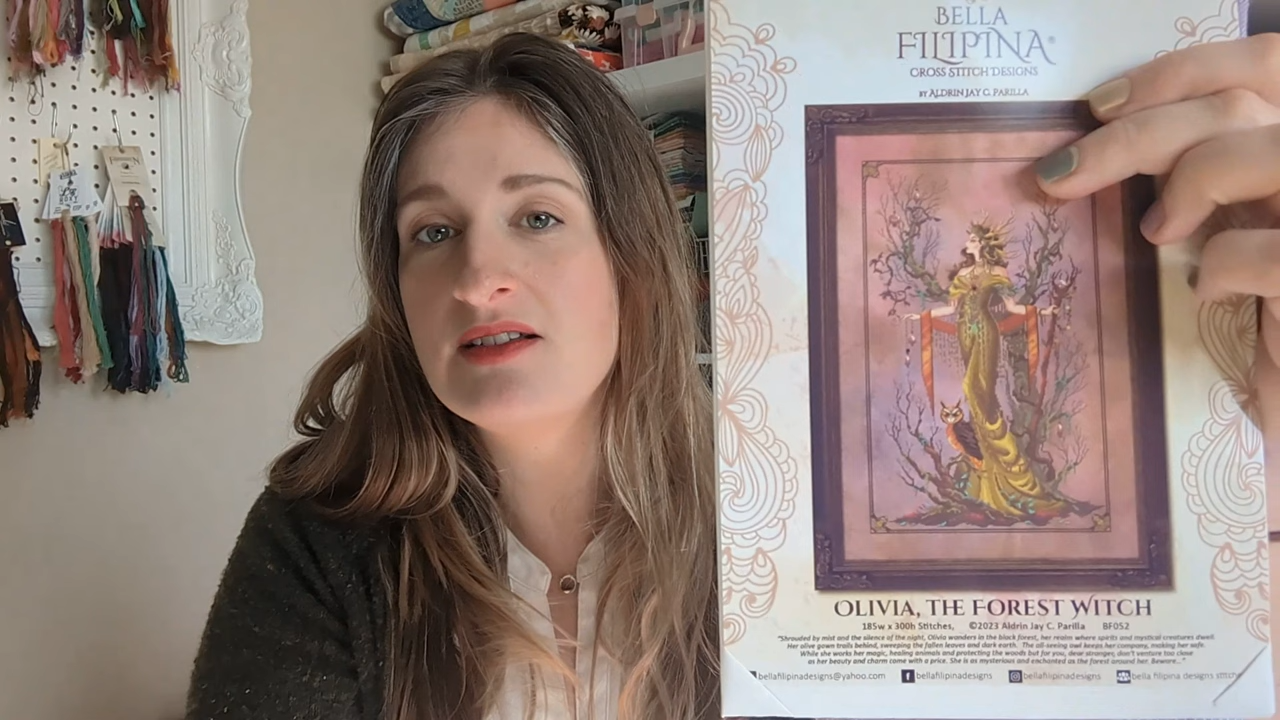 BELLA
FILIPINA®
CROSS STITCH DESIGNS
BY ALDRIN JAY C. PARILLA
OLIVIA, THE FOREST WITCH
185w x 300h Stitches, ©2023 Aldrin Jay C. Parilla BF052
"Shrouded by mist and the silence of the night, Olivia wanders in the black forest, her realm where spirits and mystical creatures dwell.
Her olive gown trails behind, sweeping the fallen leaves and dark earth. The all-seeing owl keeps her company, making her safe.
While she works her magic, healing animals and protecting the woods but for you, dear stranger, don't venture too close
as her beauty and charm come with a price. She is as mysterious and enchanted as the forest around her. Beware..."
bellafilipinadesigns@yahoo.com bellafilipinadesigns bellafilipinadesigns bella filipina designs